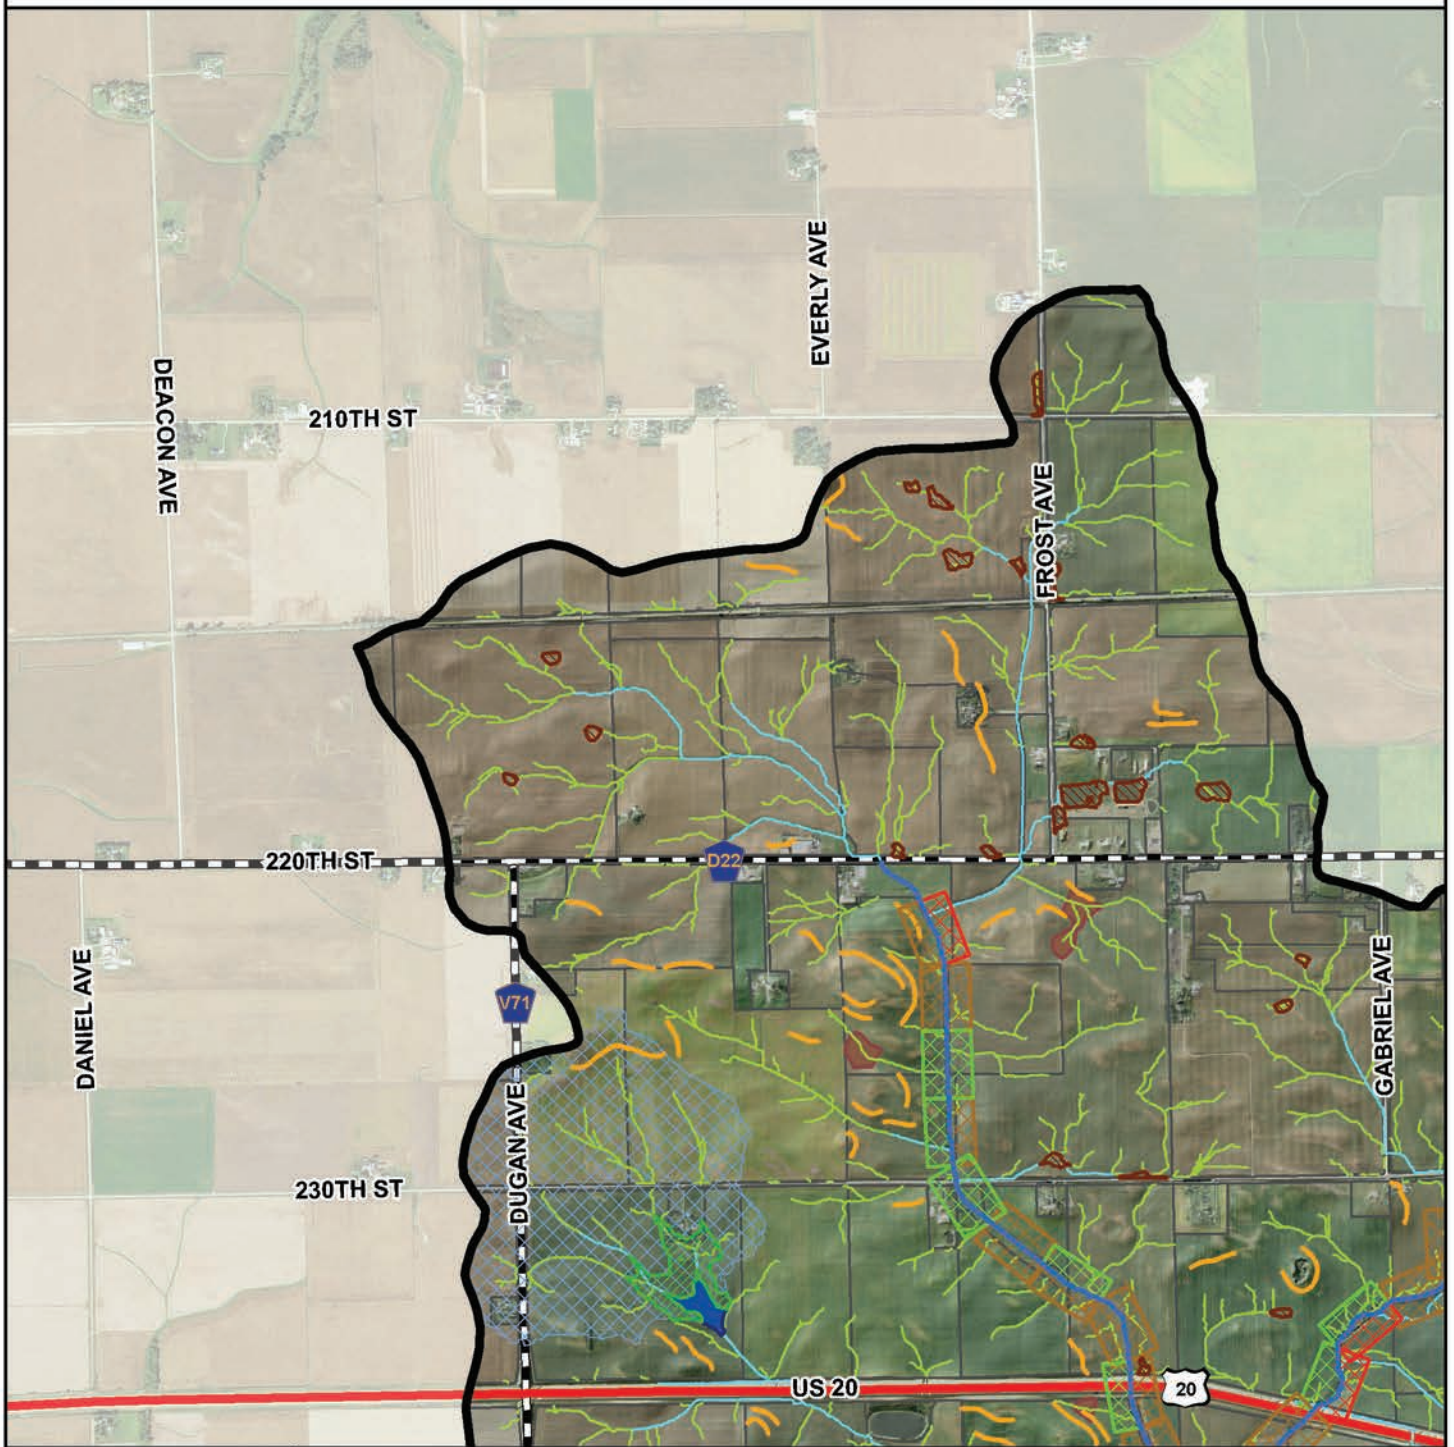 EVERLY AVE
DEACON AVE
210TH ST
FROST AVE
220TH ST
D22
DANIEL AVE
V71
GABRIEL AVE
DUGAN AVE
230TH ST
US 20
20